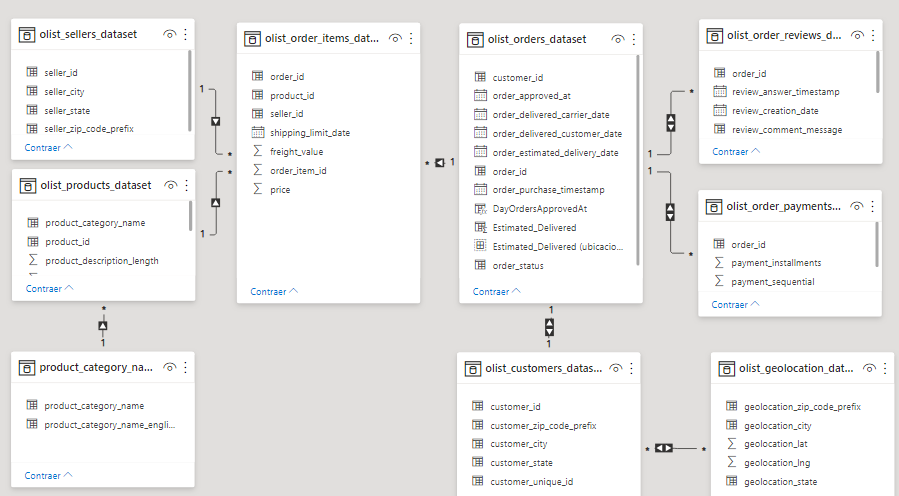 olist_sellers_dataset
seller_id
seller_city
seller_state
seller_zip_code_prefix
Contraer
olist_order_items_dat...
order_id
product_id
seller_id
shipping_limit_date
freight_value
order_item_id
price
Contraer
olist_orders_dataset
customer_id
order_approved_at
order_delivered_carrier_date
order_delivered_customer_date
order_estimated_delivery_date
order_id
order_purchase_timestamp
DayOrdersApprovedAt
Estimated_Delivered
Estimated_Delivered (ubicacio...
order_status
Contraer
olist_order_reviews_d...
order_id
review_answer_timestamp
review_creation_date
review_comment_message
Contraer
olist_products_dataset
product_category_name
product_id
product_description_length
Contraer
olist_order_payments...
order_id
payment_installments
payment_sequential
Contraer
1
*
1
*
*
1
1
*
1
*
*
1
1
1
*
*
product_category_na...
product_category_name
product_category_name_engli...
Contraer
olist_customers_datas...
customer_id
customer_zip_code_prefix
customer_city
customer_state
customer_unique_id
olist_geolocation_dat...
geolocation_zip_code_prefix
geolocation_city
geolocation_lat
geolocation_lng
geolocation_state